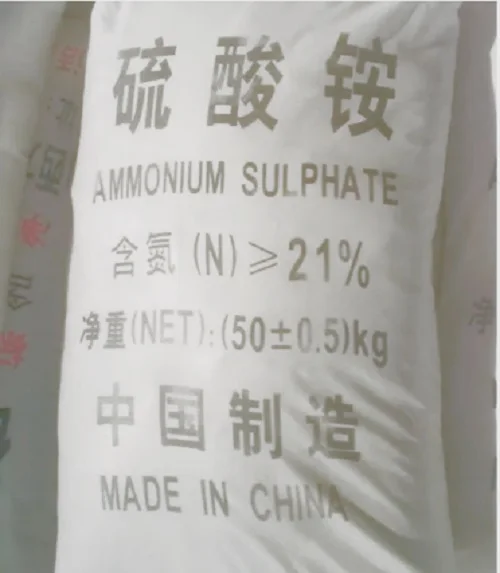 硫酸铵
AMMONIUM SULPHATE
含氮(N)≥21%
净重(NET):(50±0.5)kg
中国制造
MADE IN CHINA